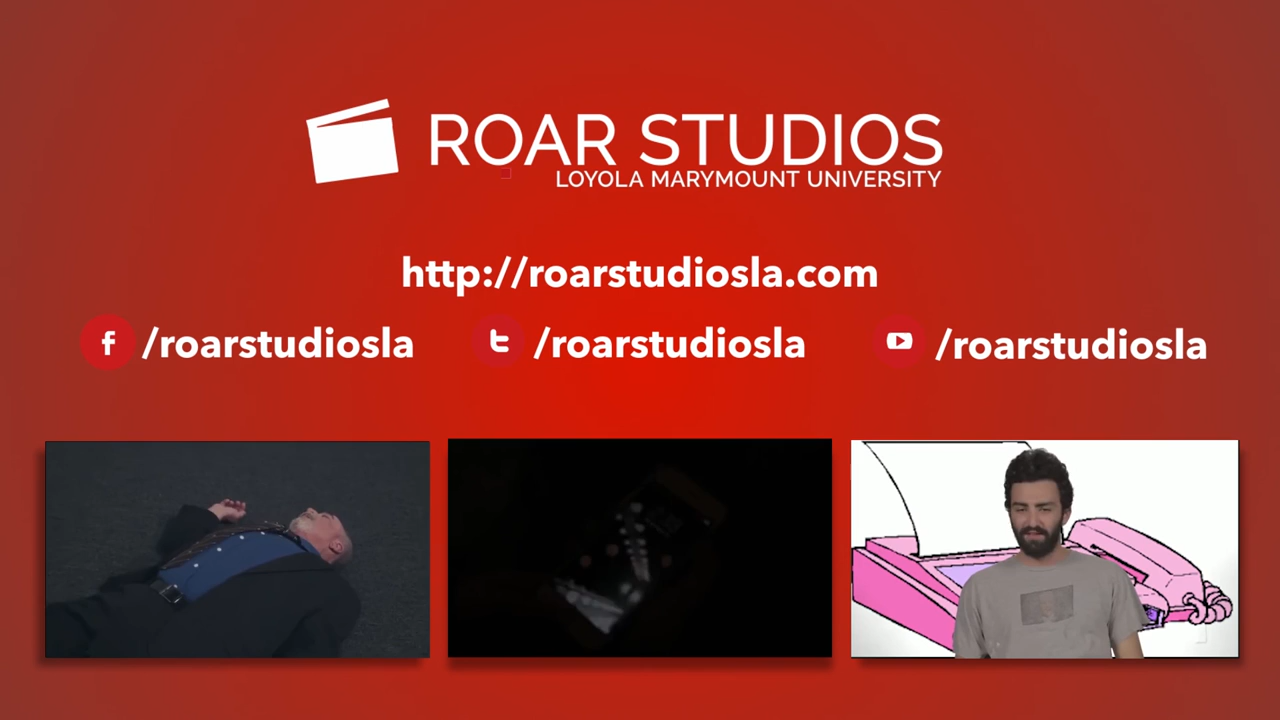 ROAR STUDIOS
LOYOLA MARYMOUNT UNIVERSITY
http://roarstudiosla.com
/roarstudiosla /roarstudiosla /roarstudiosla